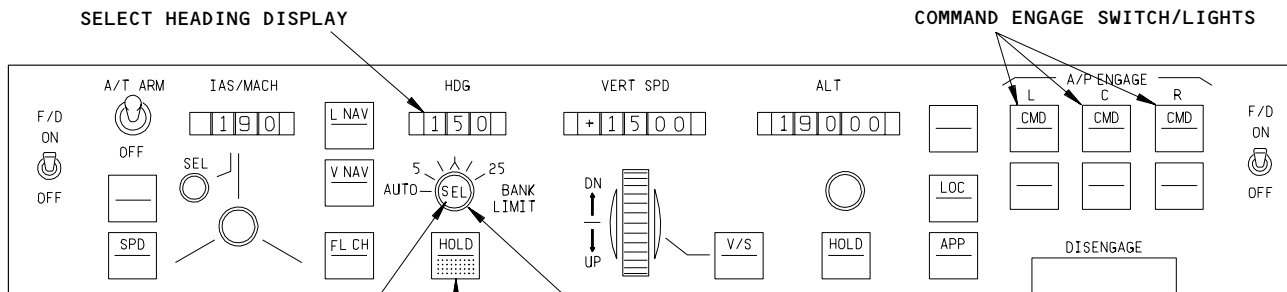 SELECT HEADING DISPLAY
COMMAND ENGAGE SWITCH/LIGHTS
A/T ARM
IAS/MACH
HDG
VERT SPD
ALT
A/P ENGAGE
L C R
F/D
ON
OFF
OFF
190
L NAV
150
+1500
19000
CMD CMD CMD
F/D
ON
OFF
SEL
V NAV
5 25
AUTO SEL BANK
LIMIT
DN
UP
LOC
SPD
FL CH
HOLD
V/S
HOLD
APP
DISENGAGE